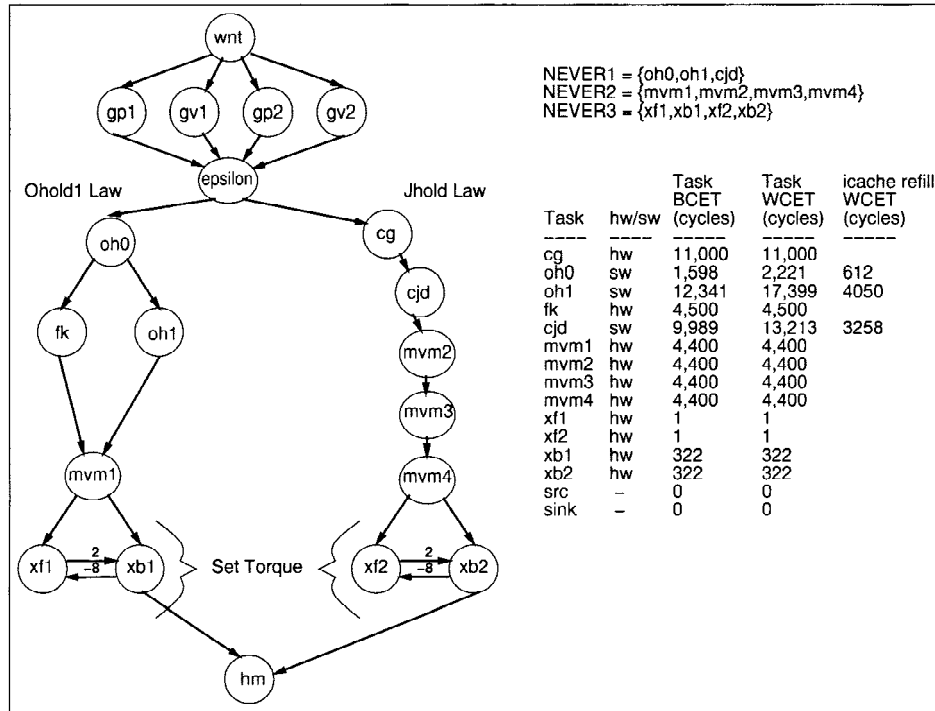 wnt
gp1 gv1 gp2 gv2
epsilon
Ohold1 Law Jhold Law
oh0 cg
fk oh1 cjd
mvm2
mvm3
mvm1 mvm4
xf1 2 -8 xb1 Set Torque xf2 2 -8 xb2
hm
NEVER1 = {oh0,oh1,cjd}
NEVER2 = {mvm1,mvm2,mvm3,mvm4}
NEVER3 = {xf1,xb1,xf2,xb2}
Task Task icache refill
BCET WCET WCET
Task hw/sw (cycles) (cycles) (cycles)
---- ---- ----- ----- -----
cg hw 11,000 11,000
oh0 sw 1,598 2,221 612
oh1 sw 12,341 17,399 4050
fk hw 4,500 4,500
cjd sw 9,989 13,213 3258
mvm1 hw 4,400 4,400
mvm2 hw 4,400 4,400
mvm3 hw 4,400 4,400
mvm4 hw 4,400 4,400
xf1 hw 1 1
xf2 hw 1 1
xb1 hw 322 322
xb2 hw 322 322
src – 0 0
sink – 0 0